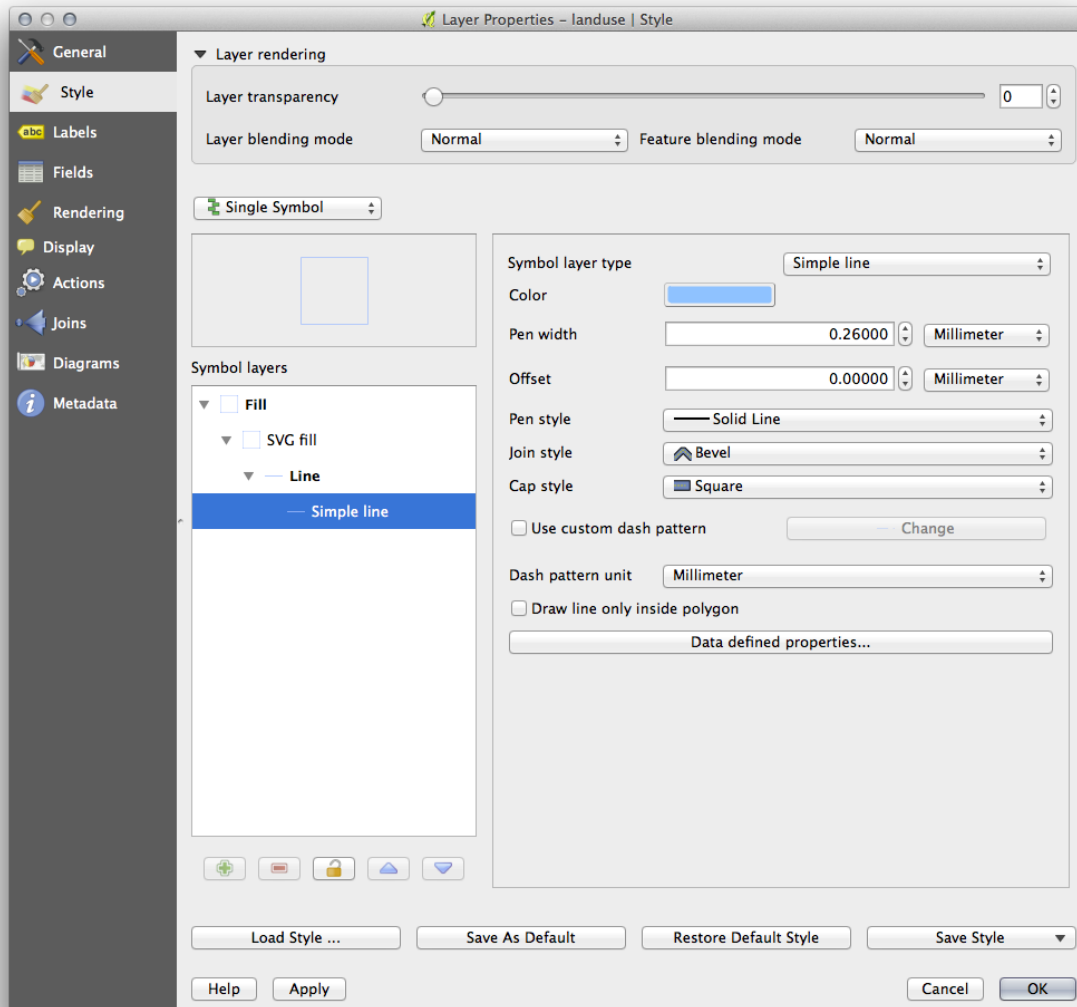 Layer Properties – landuse | Style
General
Style
abc Labels
Fields
Rendering
Display
Actions
Joins
Diagrams
i Metadata
Layer rendering
Layer transparency 0
Layer blending mode Normal Feature blending mode Normal
Single Symbol
Symbol layers
Fill
SVG fill
Line
Simple line
Symbol layer type Simple line
Color
Pen width 0.26000 Millimeter
Offset 0.00000 Millimeter
Pen style Solid Line
Join style Bevel
Cap style Square
Use custom dash pattern Change
Dash pattern unit Millimeter
Draw line only inside polygon
Data defined properties...
Load Style ... Save As Default Restore Default Style Save Style
Help Apply Cancel OK